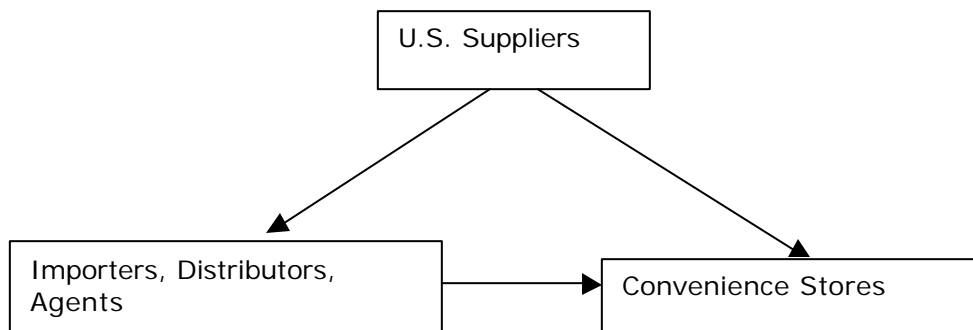 U.S. Suppliers
Importers, Distributors,
Agents
Convenience Stores